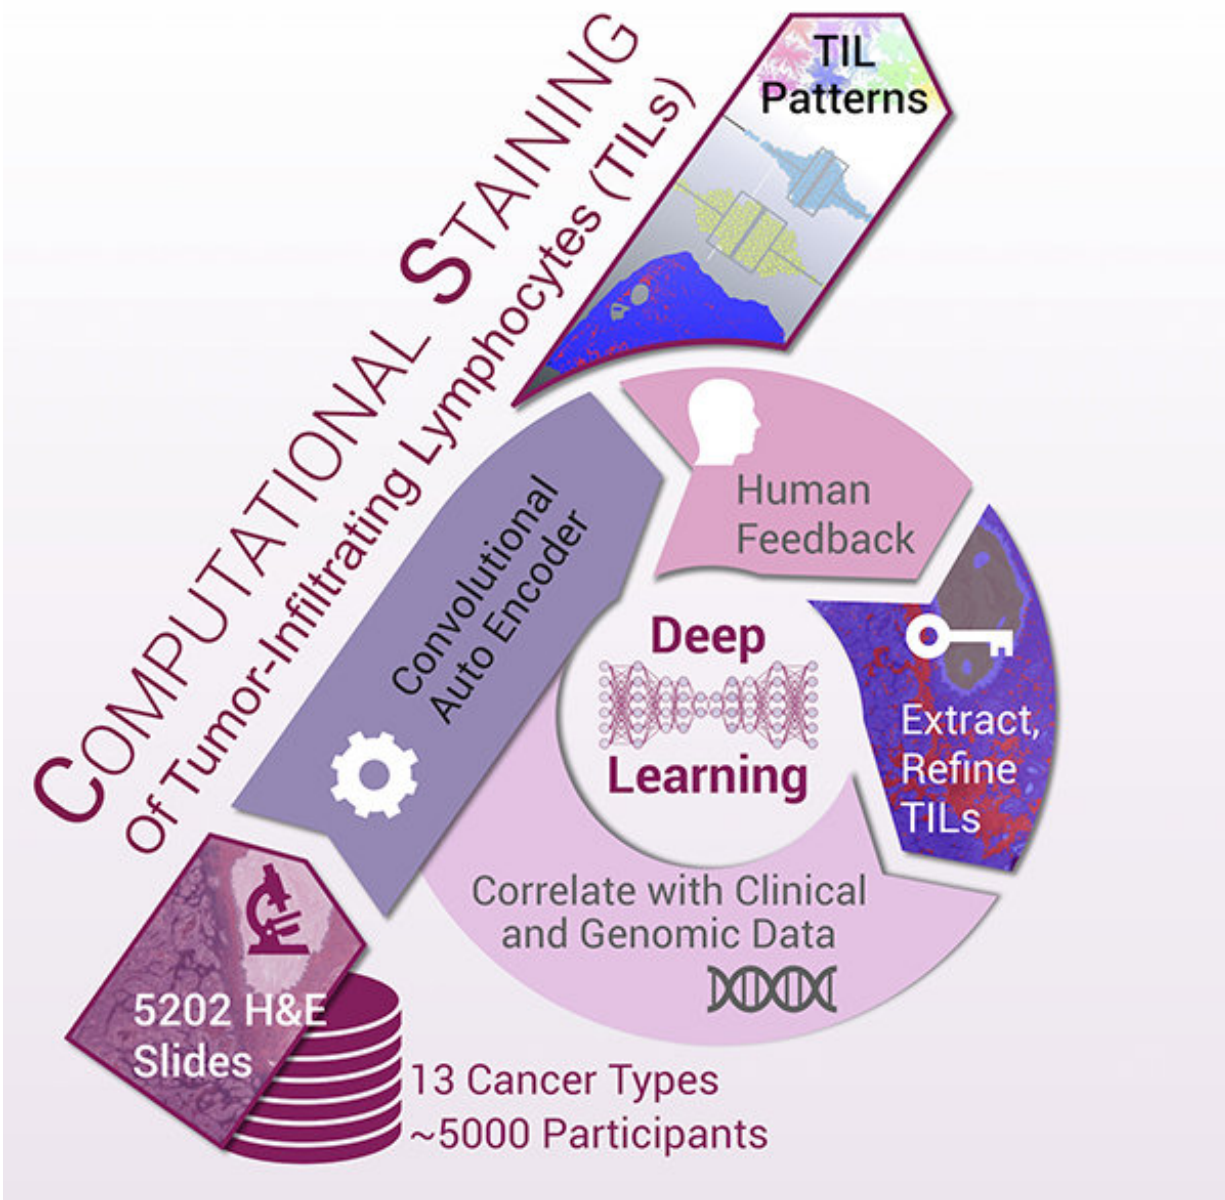 COMPUTATIONAL STAINING
Of Tumor-Infiltrating Lymphocytes (TILs)
TIL
Patterns
Human
Feedback
Convolutional
Auto Encoder
Deep
Learning
Extract,
Refine
TILs
Correlate with Clinical
and Genomic Data
5202 H&E
Slides
13 Cancer Types
~5000 Participants